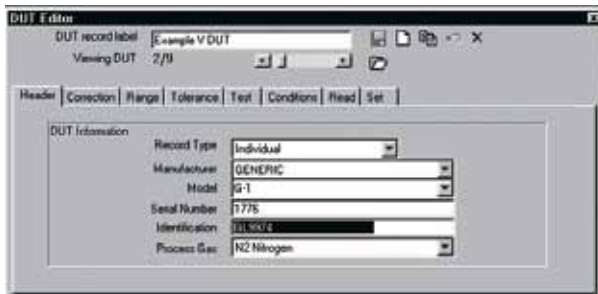 DUT Editor
DUT record label Example V DUT
Viewing DUT 2/9
Header Correction Range Tolerance Test Conditions Read Set
DUT Information
Record Type Individual
Manufacturer GENERIC
Model G-1
Serial Number 1776
Identification
Process Gas N2 Nitrogen